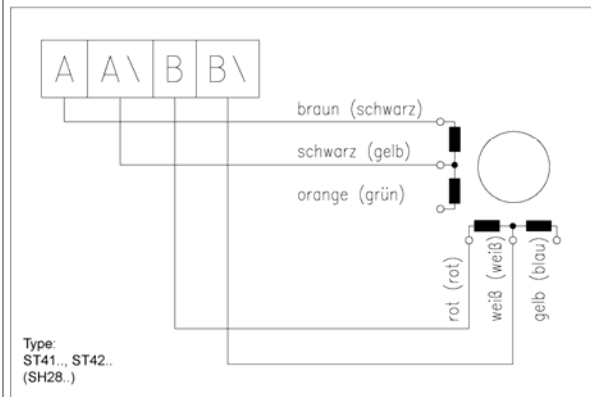 A A\ B B\
braun (schwarz)
schwarz (gelb)
orange (grün)
rot (rot)
weiß (weiß)
gelb (blau)
Type:
ST41.., ST42..
(SH28..)